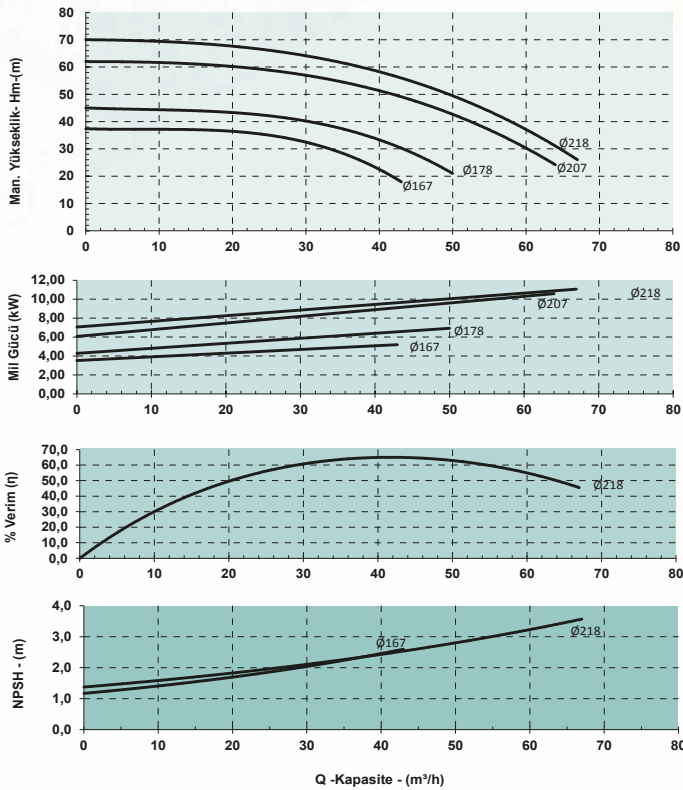 Man. Yükseklik- Hm-(m)
80
70
60
50
40
30
20
10
0
Ø218
Ø207
Ø178
Ø167
0 10 20 30 40 50 60 70 80
Mil Gücü (kW)
12,00
10,00
8,00
6,00
4,00
2,00
0,00
Ø218
Ø207
Ø178
Ø167
0 10 20 30 40 50 60 70 80
% Verim (η)
70,0
60,0
50,0
40,0
30,0
20,0
10,0
0,0
Ø218
0 10 20 30 40 50 60 70 80
NPSH - (m)
4,0
3,0
2,0
1,0
0,0
Ø167
Ø218
0 10 20 30 40 50 60 70 80
Q -Kapasite - (m³/h)